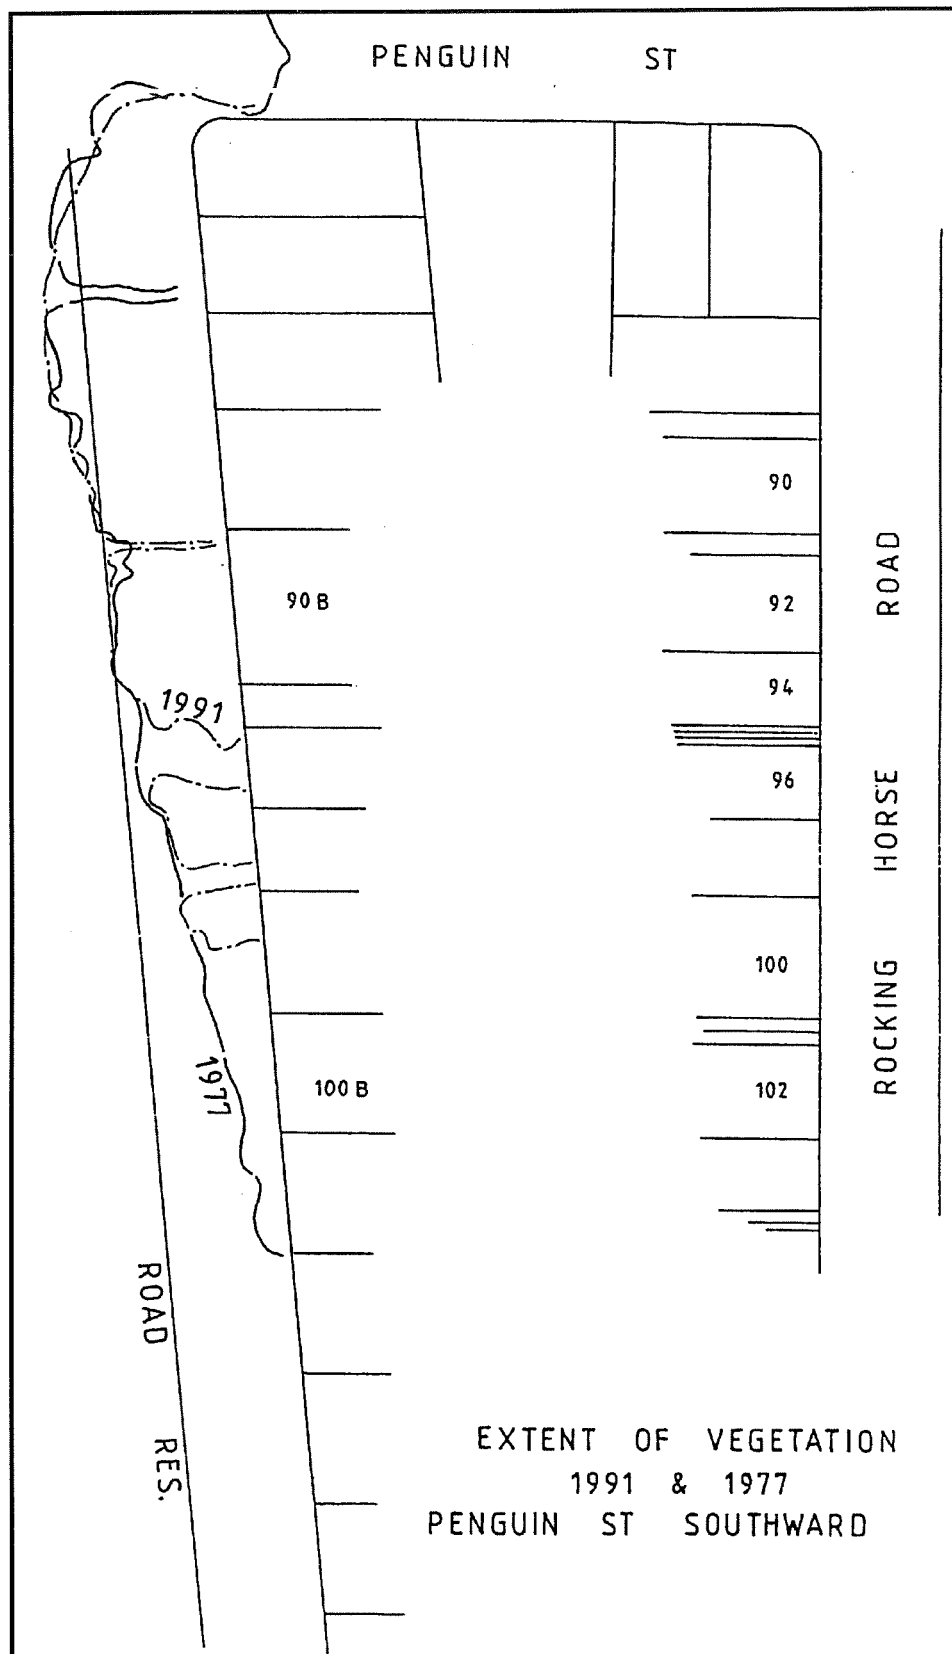 PENGUIN ST
90
ROAD
90 B
92
94
1991
96
HORSE
100
ROCKING
1977
100 B
102
ROAD
RES.
EXTENT OF VEGETATION
1991 & 1977
PENGUIN ST SOUTHWARD